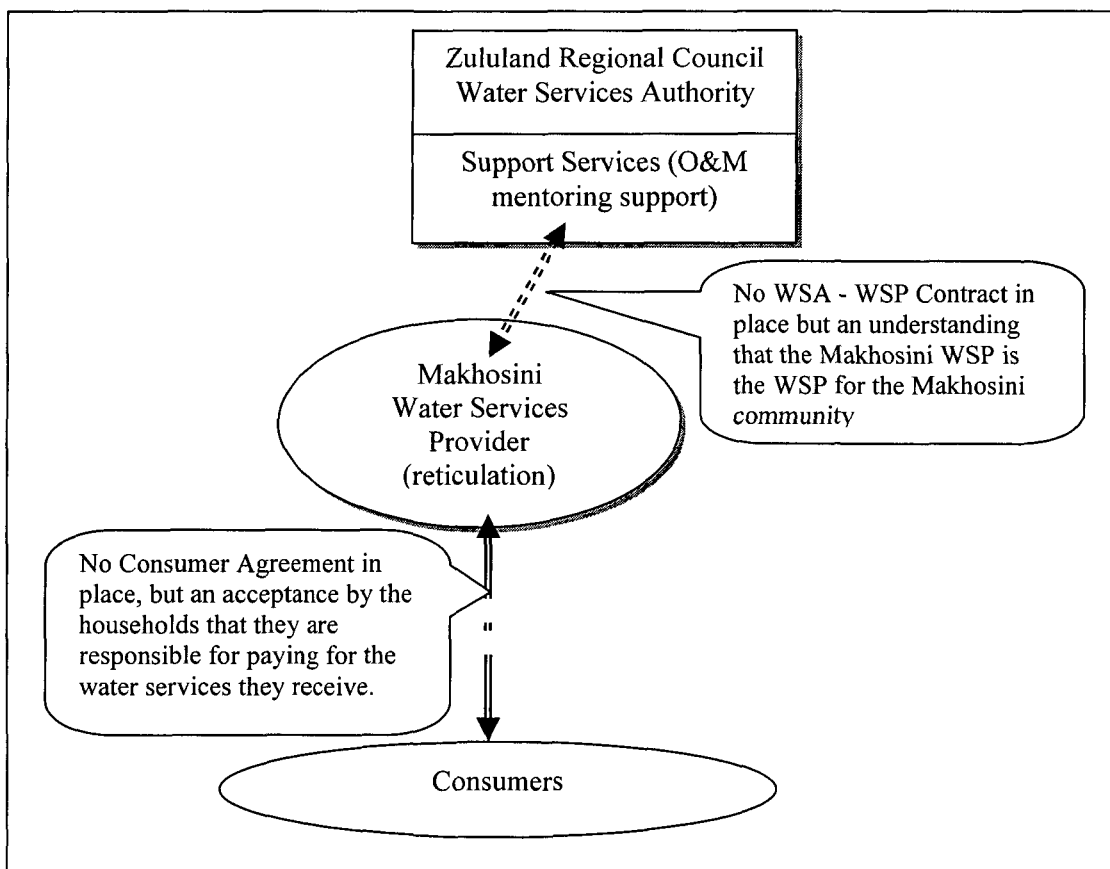 Zululand Regional Council
Water Services Authority
Support Services (O&M
mentoring support)
No WSA - WSP Contract in
place but an understanding
that the Makhosini WSP is
the WSP for the Makhosini
community
Makhosini
Water Services
Provider
(reticulation)
No Consumer Agreement in
place, but an acceptance by the
households that they are
responsible for paying for the
water services they receive.
Consumers